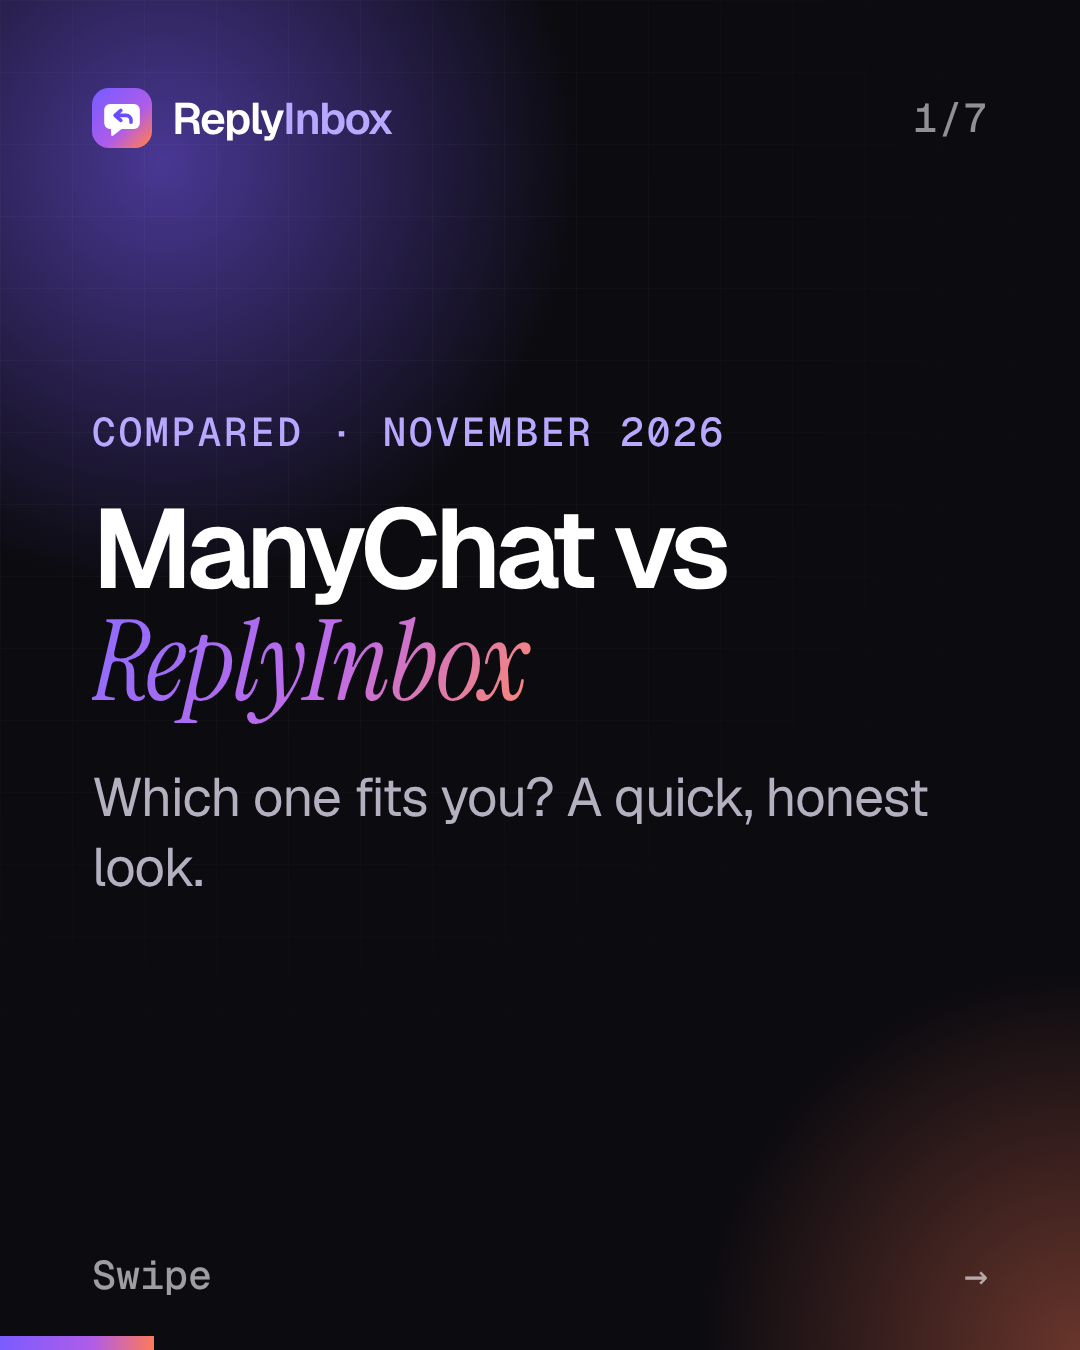 ReplyInbox
1/7
COMPARED · NOVEMBER 2026
ManyChat vs
ReplyInbox
Which one fits you? A quick, honest
look.
Swipe
→